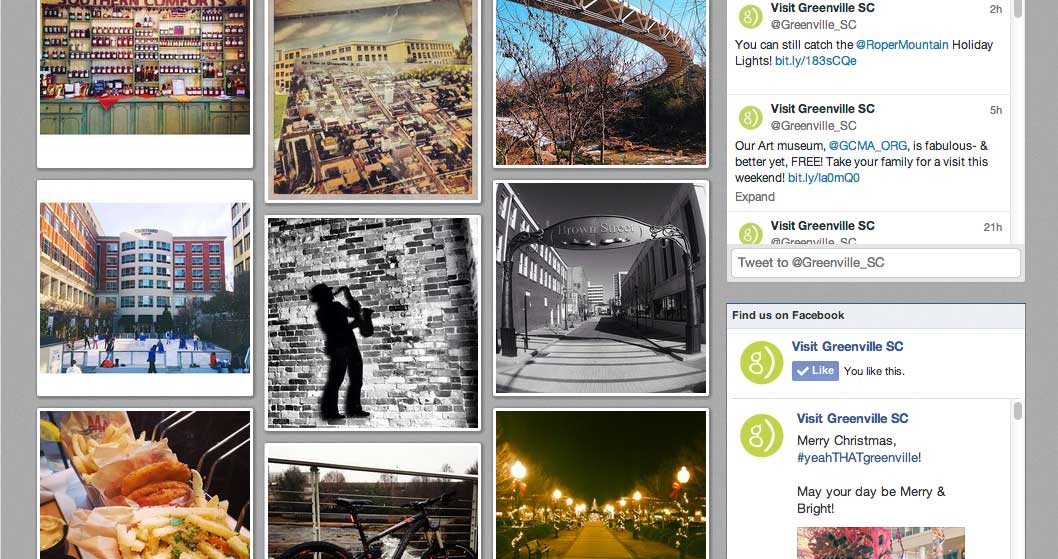 SOUTHERN COMFORTS
COURTYARD
Brown Street
Visit Greenville SC 2h
@Greenville_SC
You can still catch the @RoperMountain Holiday
Lights! bit.ly/183sCQe
Visit Greenville SC 5h
@Greenville_SC
Our Art museum, @GCMA_ORG, is fabulous- &
better yet, FREE! Take your family for a visit this
weekend! bit.ly/Ia0mQ0
Expand
Visit Greenville SC 21h
@Greenville_SC
Tweet to @Greenville_SC
Find us on Facebook
g)
Visit Greenville SC
Like You like this.
g)
Visit Greenville SC
Merry Christmas,
#yeahTHATgreenville!
May your day be Merry &
Bright!